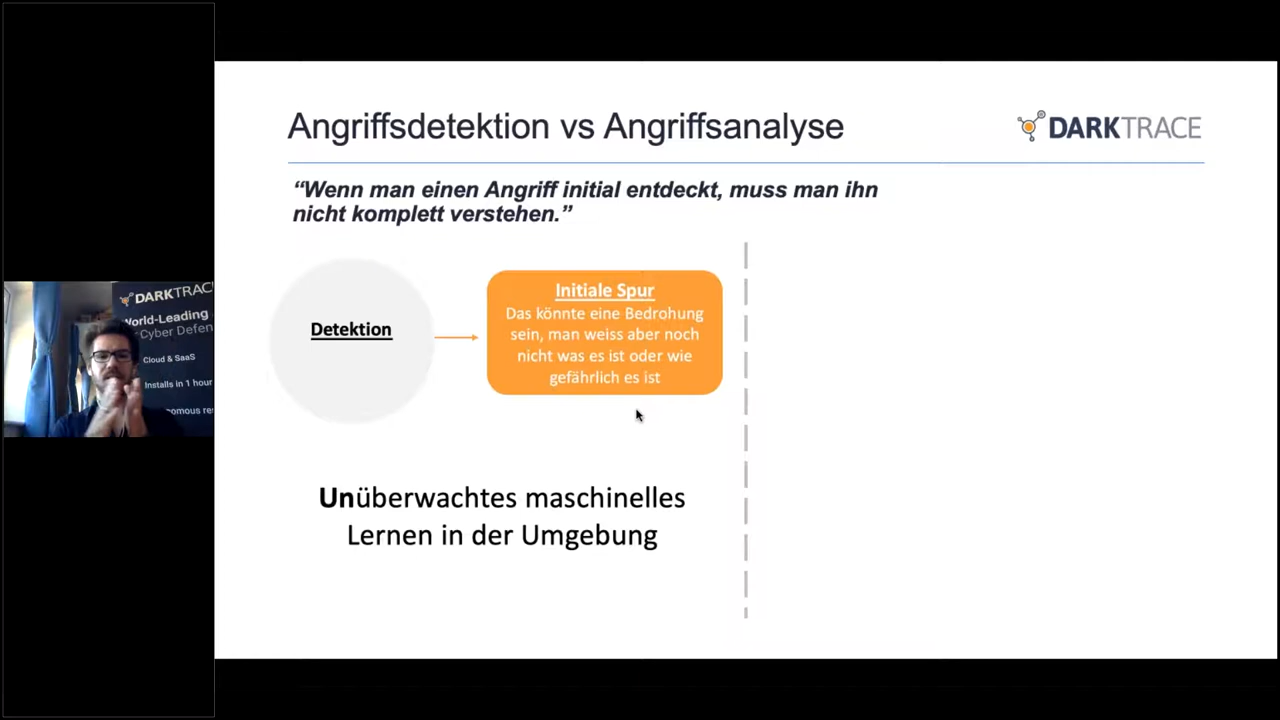 Angriffsdetektion vs Angriffsanalyse
DARKTRACE
“Wenn man einen Angriff initial entdeckt, muss man ihn
nicht komplett verstehen.”
Detektion
Initiale Spur
Das könnte eine Bedrohung
sein, man weiss aber noch
nicht was es ist oder wie
gefährlich es ist
Unüberwachtes maschinelles
Lernen in der Umgebung
DARKTRAC
World-Leading
Cyber Defen
Cloud & SaaS
Installs in 1 hour
omous res